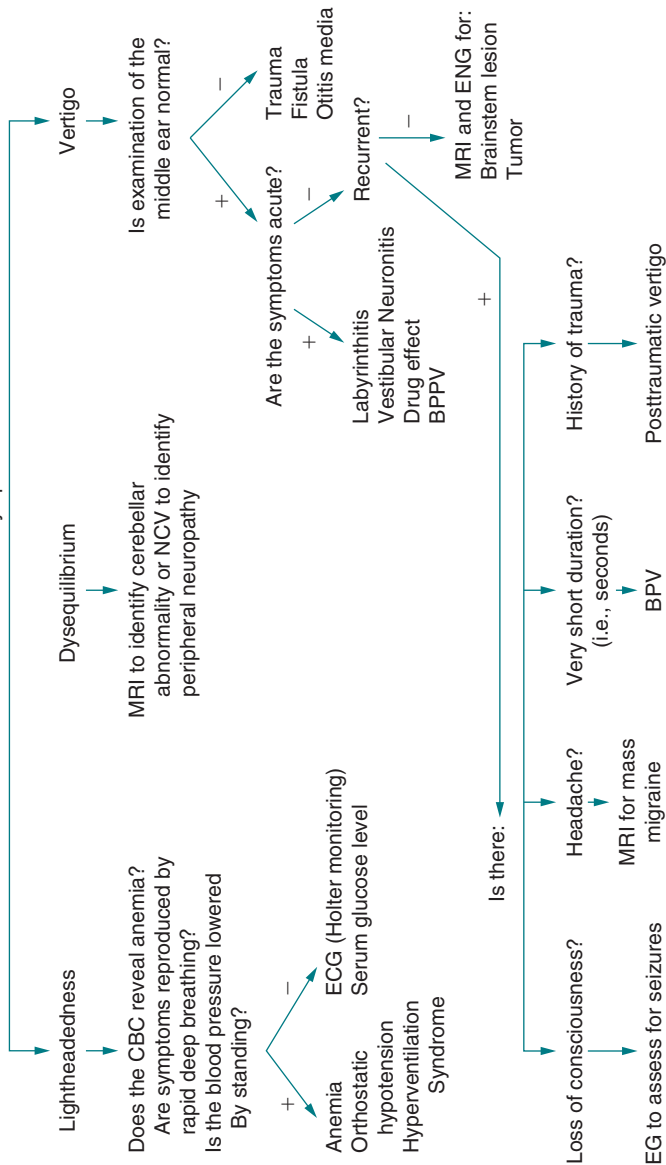 Lightheadedness
Does the CBC reveal anemia?
Are symptoms reproduced by
rapid deep breathing?
Is the blood pressure lowered
By standing?
+
−
Anemia
Orthostatic
hypotension
Hyperventilation
Syndrome
ECG (Holter monitoring)
Serum glucose level
Dysequilibrium
MRI to identify cerebellar
abnormality or NCV to identify
peripheral neuropathy
Vertigo
Is examination of the
middle ear normal?
+
−
Are the symptoms acute?
Trauma
Fistula
Otitis media
+
−
Labyrinthitis
Vestibular Neuronitis
Drug effect
BPPV
Recurrent?
+
−
MRI and ENG for:
Brainstem lesion
Tumor
Is there:
Loss of consciousness?
EG to assess for seizures
Headache?
MRI for mass
migraine
Very short duration?
(i.e., seconds)
BPV
History of trauma?
Posttraumatic vertigo